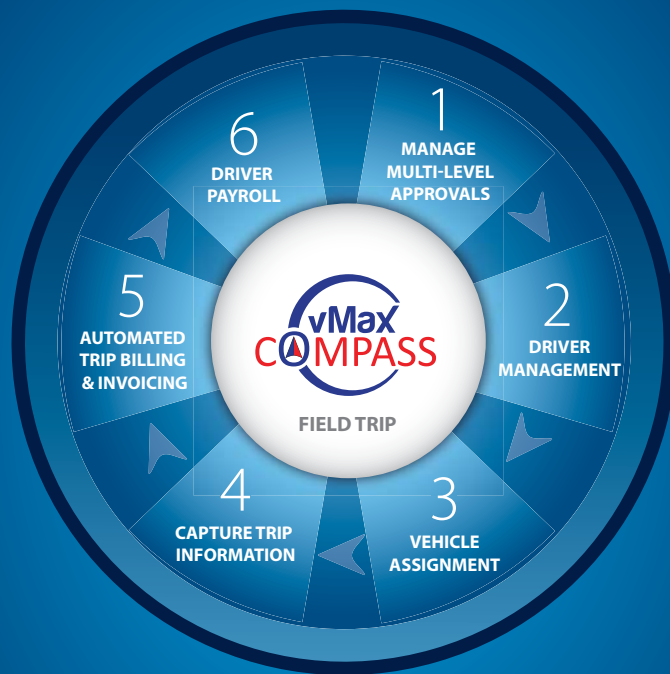 1
MANAGE
MULTI-LEVEL
APPROVALS
2
DRIVER
MANAGEMENT
3
VEHICLE
ASSIGNMENT
4
CAPTURE TRIP
INFORMATION
5
AUTOMATED
TRIP BILLING
& INVOICING
6
DRIVER
PAYROLL
vMax
COMPASS
FIELD TRIP